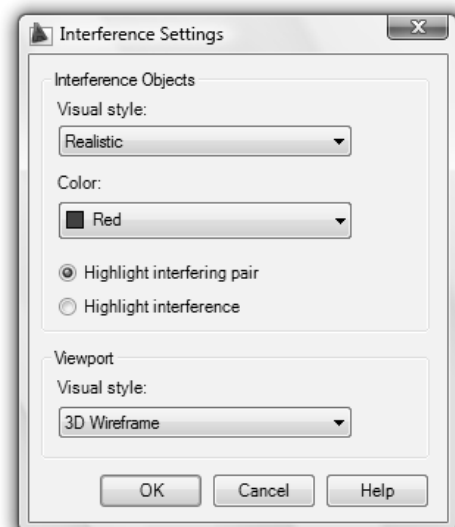 Interference Settings
Interference Objects
Visual style:
Realistic
Color:
Red
Highlight interfering pair
Highlight interference
Viewport
Visual style:
3D Wireframe
OK Cancel Help